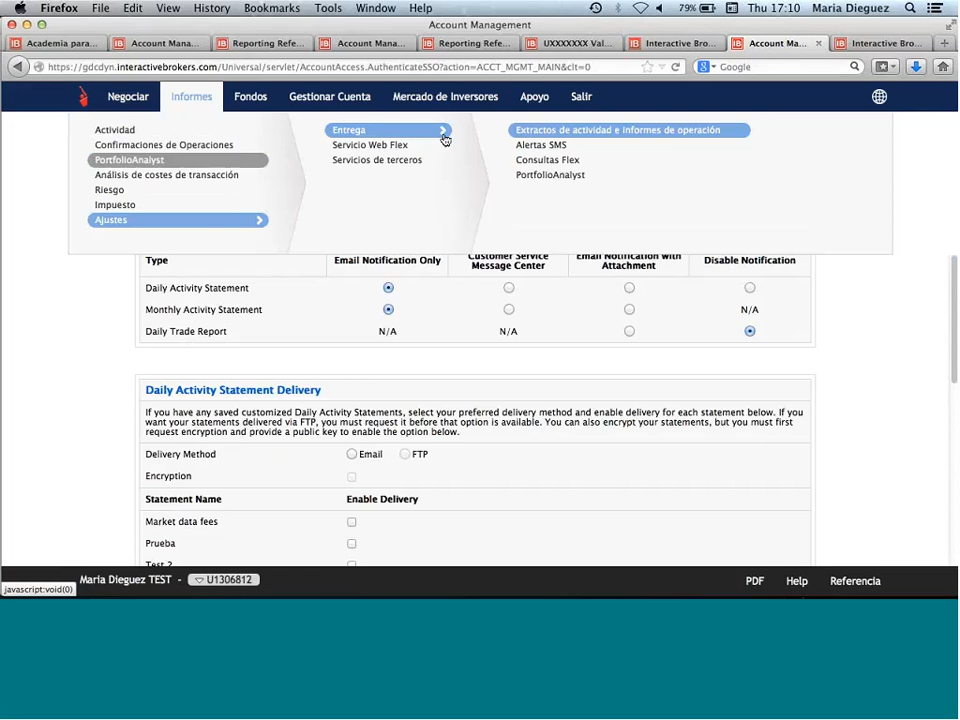 Firefox File Edit View History Bookmarks Tools Window Help 79% Thu 17:10 Maria Dieguez
Account Management
Academia para... Account Mana... Reporting Refe... Account Mana... Reporting Refe... UXXXXXXX Val... Interactive Bro... Account Ma... Interactive Bro...
https://gdcdyn.interactivebrokers.com/Universal/servlet/AccountAccess.AuthenticateSSO?action=ACCT_MGMT_MAIN&clt=0 Google
Negociar Informes Fondos Gestionar Cuenta Mercado de Inversores Apoyo Salir
Actividad
Confirmaciones de Operaciones
PortfolioAnalyst
Análisis de costes de transacción
Riesgo
Impuesto
Ajustes
Entrega
Servicio Web Flex
Servicios de terceros
Extractos de actividad e informes de operación
Alertas SMS
Consultas Flex
PortfolioAnalyst
Type Email Notification Only Customer Service Message Center Email Notification with Attachment Disable Notification
Daily Activity Statement
Monthly Activity Statement N/A
Daily Trade Report N/A N/A
Daily Activity Statement Delivery
If you have any saved customized Daily Activity Statements, select your preferred delivery method and enable delivery for each statement below. If you
want your statements delivered via FTP, you must request it before that option is available. You can also encrypt your statements, but you must first
request encryption and provide a public key to enable the option below.
Delivery Method Email FTP
Encryption
Statement Name Enable Delivery
Market data fees
Prueba
Test 2
Maria Dieguez TEST - U1306812 PDF Help Referencia
javascript:void(0)